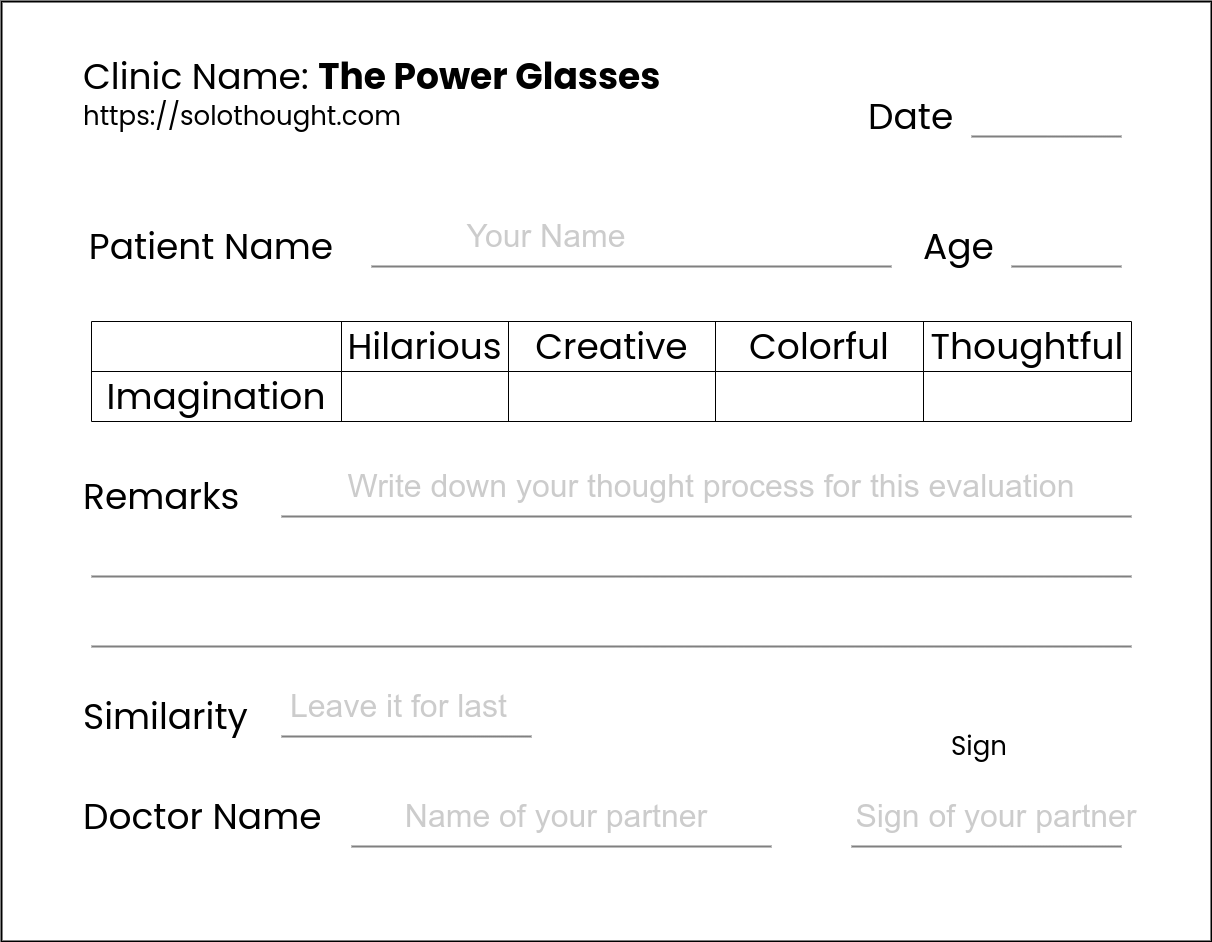 Clinic Name: The Power Glasses
https://solothought.com
Date
Patient Name Your Name Age
Hilarious Creative Colorful Thoughtful
Imagination
Remarks Write down your thought process for this evaluation
Similarity Leave it for last
Sign
Doctor Name Name of your partner Sign of your partner